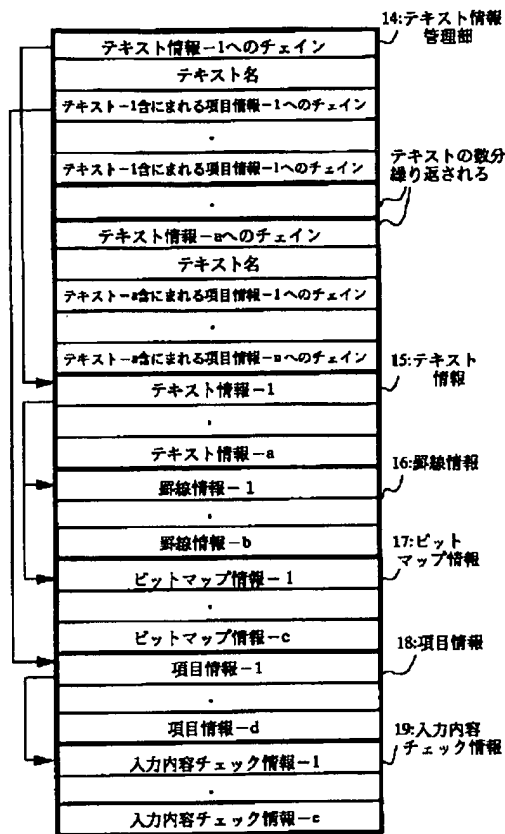 テキスト情報-1へのチェイン
テキスト名
テキスト-1含にまれる項目情報-1へのチェイン
・
テキスト-1含にまれる項目情報-1へのチェイン
・
テキスト情報-aへのチェイン
テキスト名
テキスト-a含にまれる項目情報-1へのチェイン
・
テキスト-a含にまれる項目情報-nへのチェイン
テキスト情報-1
・
テキスト情報-a
罫線情報-1
・
罫線情報-b
ビットマップ情報-1
・
ビットマップ情報-c
項目情報-1
・
項目情報-d
入力内容チェック情報-1
・
入力内容チェック情報-e
14:テキスト情報
管理部
テキストの数分
繰り返される
15:テキスト
情報
16:罫線情報
17:ビット
マップ情報
18:項目情報
19:入力内容
チェック情報